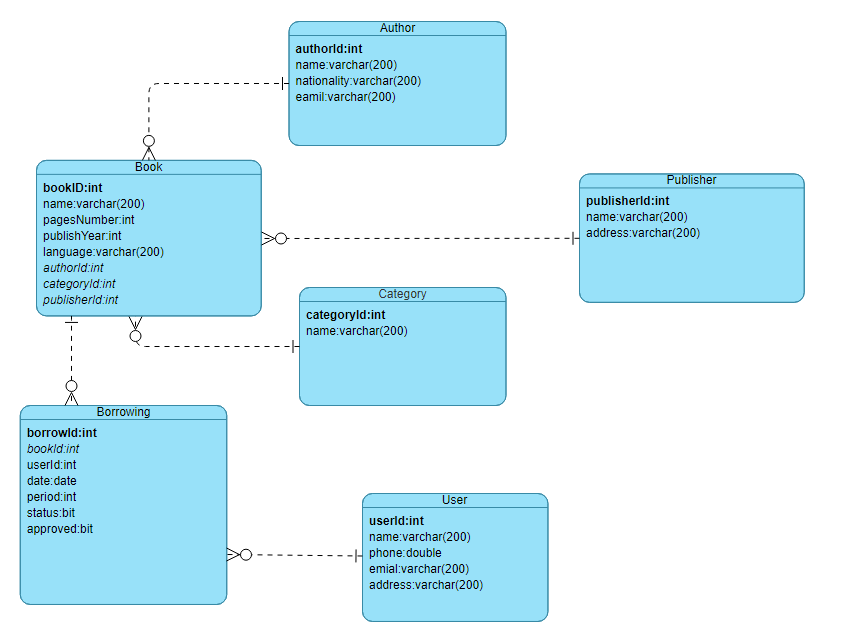 Author
authorId:int
name:varchar(200)
nationality:varchar(200)
eamil:varchar(200)
Book
bookID:int
name:varchar(200)
pagesNumber:int
publishYear:int
language:varchar(200)
authorId:int
categoryId:int
publisherId:int
Publisher
publisherId:int
name:varchar(200)
address:varchar(200)
Category
categoryId:int
name:varchar(200)
Borrowing
borrowId:int
bookId:int
userId:int
date:date
period:int
status:bit
approved:bit
User
userId:int
name:varchar(200)
phone:double
emial:varchar(200)
address:varchar(200)